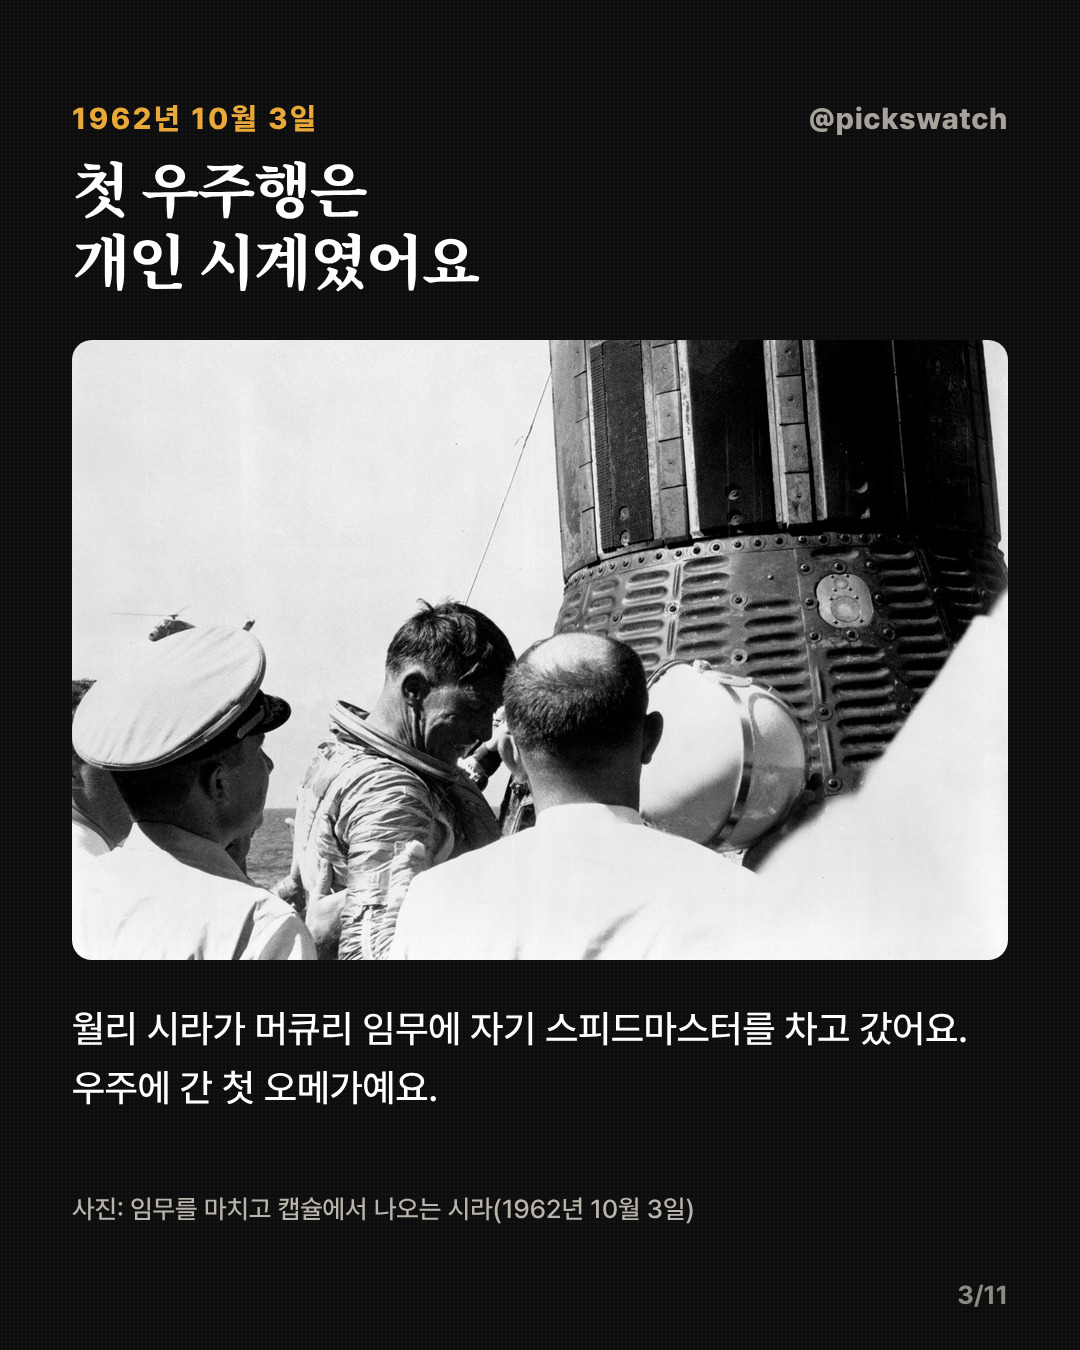 1962년 10월 3일
@pickswatch
첫 우주행은
개인 시계였어요
월리 시라가 머큐리 임무에 자기 스피드마스터를 차고 갔어요.
우주에 간 첫 오메가예요.
사진: 임무를 마치고 캡슐에서 나오는 시라(1962년 10월 3일)
3/11